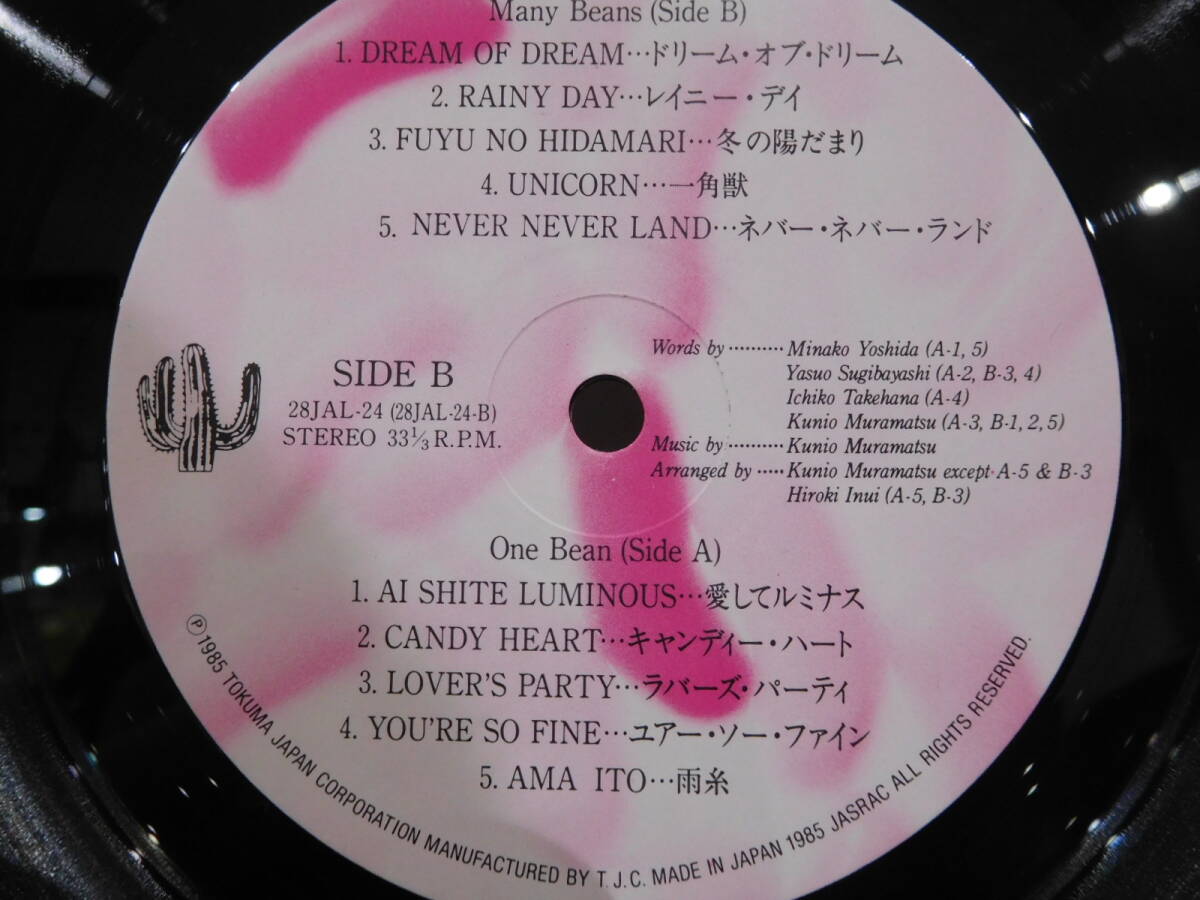 Many Beans (Side B)
1. DREAM OF DREAM…ドリーム・オブ・ドリーム
2. RAINY DAY…レイニー・デイ
3. FUYU NO HIDAMARI…冬の陽だまり
4. UNICORN…一角獣
5. NEVER NEVER LAND…ネバー・ネバー・ランド
SIDE B
28JAL-24 (28JAL-24-B)
STEREO 33⅓ R.P.M.
Words by ·········· Minako Yoshida (A-1, 5)
Yasuo Sugibayashi (A-2, B-3, 4)
Ichiko Takehana (A-4)
Kunio Muramatsu (A-3, B-1, 2, 5)
Music by ·········· Kunio Muramatsu
Arranged by ····· Kunio Muramatsu except A-5 & B-3
Hiroki Inui (A-5, B-3)
One Bean (Side A)
1. AI SHITE LUMINOUS…愛してルミナス
2. CANDY HEART…キャンディー・ハート
3. LOVER'S PARTY…ラバーズ・パーティ
4. YOU'RE SO FINE…ユアー・ソー・ファイン
5. AMA ITO…雨糸
℗1985 TOKUMA JAPAN CORPORATION MANUFACTURED BY T.J.C. MADE IN JAPAN 1985 JASRAC ALL RIGHTS RESERVED.